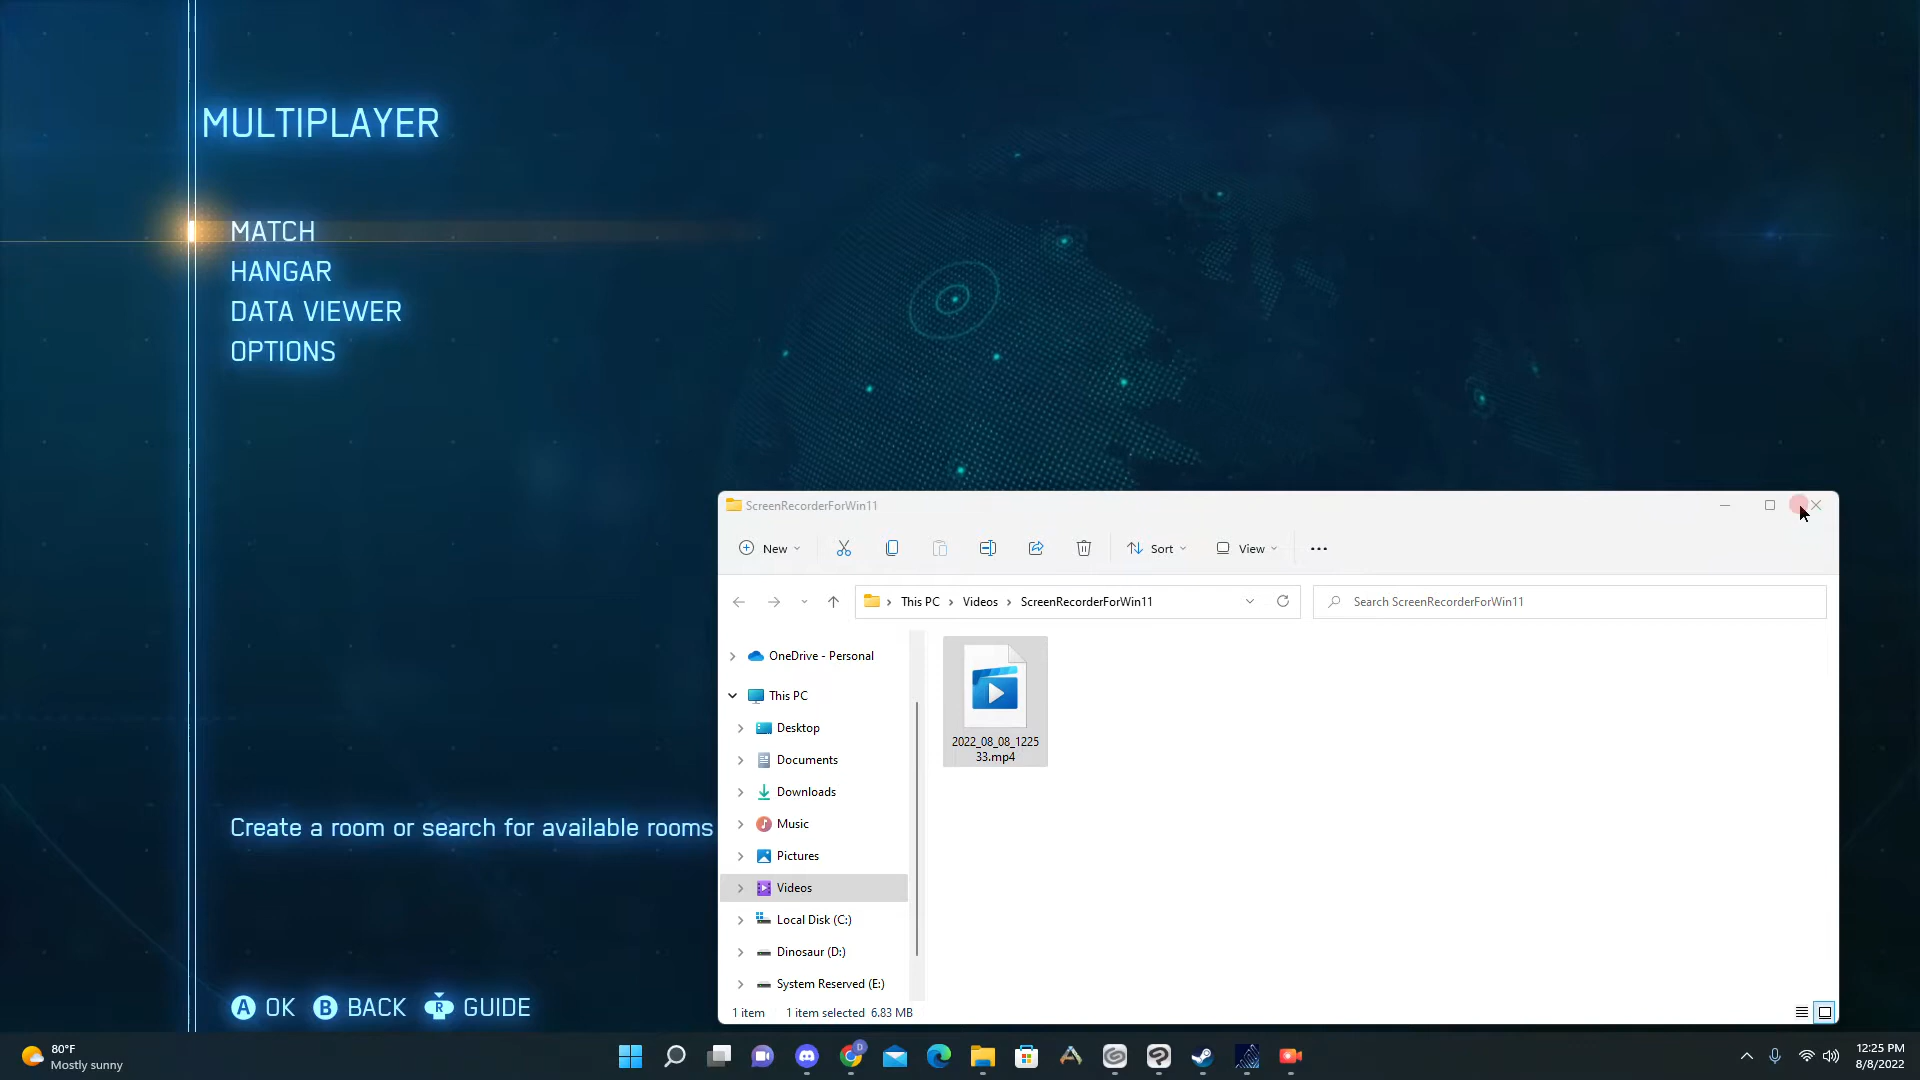 MULTIPLAYER
MATCH
HANGAR
DATA VIEWER
OPTIONS
Create a room or search for available rooms
A OK B BACK R GUIDE
ScreenRecorderForWin11
New
Sort
View
This PC > Videos > ScreenRecorderForWin11
Search ScreenRecorderForWin11
OneDrive - Personal
This PC
Desktop
Documents
Downloads
Music
Pictures
Videos
Local Disk (C:)
Dinosaur (D:)
System Reserved (E:)
2022_08_08_1225
33.mp4
1 item 1 item selected 6.83 MB
80°F
Mostly sunny
D
12:25 PM
8/8/2022